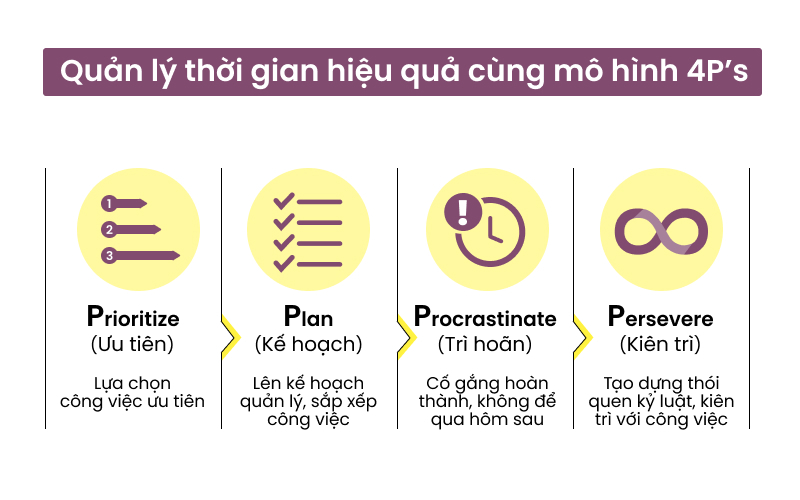 Quản lý thời gian hiệu quả cùng mô hình 4P’s
1
2
3
!
Prioritize
(Ưu tiên)
Lựa chọn
công việc ưu tiên
Plan
(Kế hoạch)
Lên kế hoạch
quản lý, sắp xếp
công việc
Procrastinate
(Trì hoãn)
Cố gắng hoàn
thành, không để
qua hôm sau
Persevere
(Kiên trì)
Tạo dựng thói
quen kỷ luật, kiên
trì với công việc